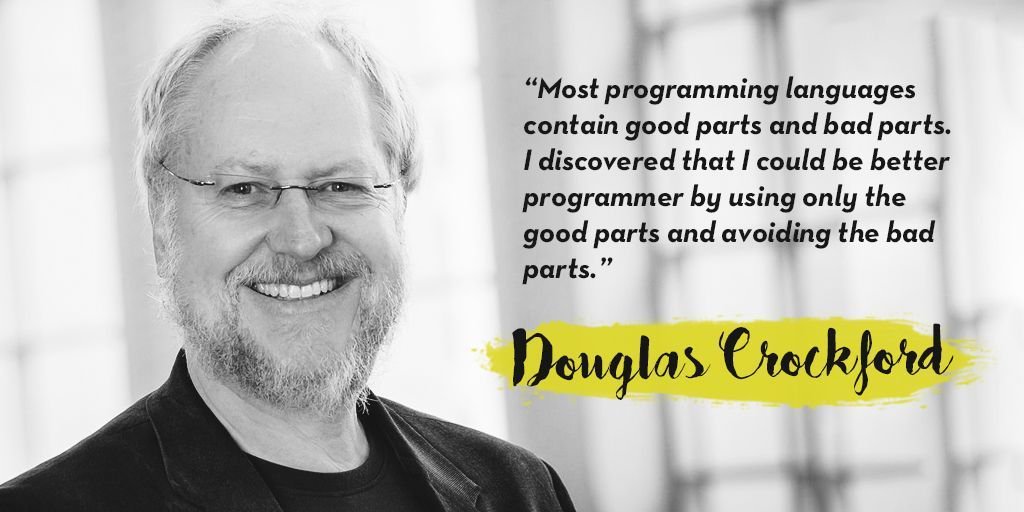 “Most programming languages
contain good parts and bad parts.
I discovered that I could be better
programmer by using only the
good parts and avoiding the bad
parts.”
Douglas Crockford